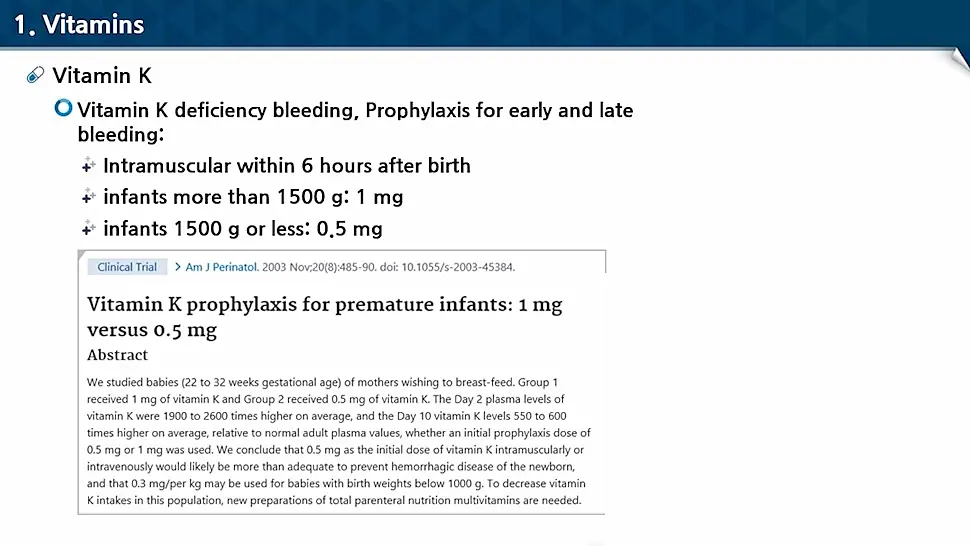 1. Vitamins
Vitamin K
Vitamin K deficiency bleeding, Prophylaxis for early and late
bleeding:
Intramuscular within 6 hours after birth
infants more than 1500 g: 1 mg
infants 1500 g or less: 0.5 mg
Clinical Trial > Am J Perinatol. 2003 Nov;20(8):485-90. doi: 10.1055/s-2003-45384.
Vitamin K prophylaxis for premature infants: 1 mg
versus 0.5 mg
Abstract
We studied babies (22 to 32 weeks gestational age) of mothers wishing to breast-feed. Group 1
received 1 mg of vitamin K and Group 2 received 0.5 mg of vitamin K. The Day 2 plasma levels of
vitamin K were 1900 to 2600 times higher on average, and the Day 10 vitamin K levels 550 to 600
times higher on average, relative to normal adult plasma values, whether an initial prophylaxis dose of
0.5 mg or 1 mg was used. We conclude that 0.5 mg as the initial dose of vitamin K intramuscularly or
intravenously would likely be more than adequate to prevent hemorrhagic disease of the newborn,
and that 0.3 mg/per kg may be used for babies with birth weights below 1000 g. To decrease vitamin
K intakes in this population, new preparations of total parenteral nutrition multivitamins are needed.